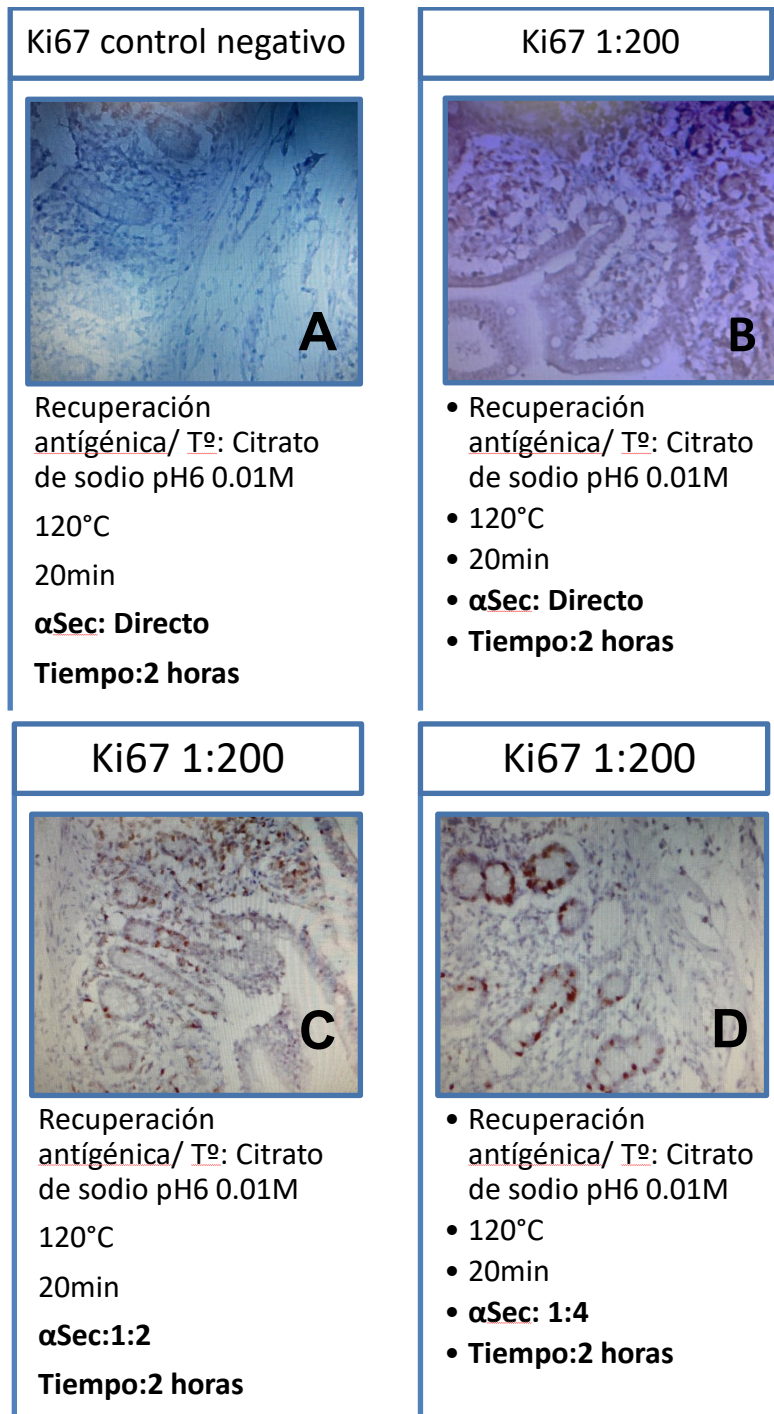 Ki67 control negativo
A
Recuperación
antígénica/ Tº: Citrato
de sodio pH6 0.01M
120°C
20min
αSec: Directo
Tiempo:2 horas
Ki67 1:200
B
• Recuperación
antígénica/ Tº: Citrato
de sodio pH6 0.01M
• 120°C
• 20min
• αSec: Directo
• Tiempo:2 horas
Ki67 1:200
C
Recuperación
antígénica/ Tº: Citrato
de sodio pH6 0.01M
120°C
20min
αSec:1:2
Tiempo:2 horas
Ki67 1:200
D
• Recuperación
antígénica/ Tº: Citrato
de sodio pH6 0.01M
• 120°C
• 20min
• αSec: 1:4
• Tiempo:2 horas